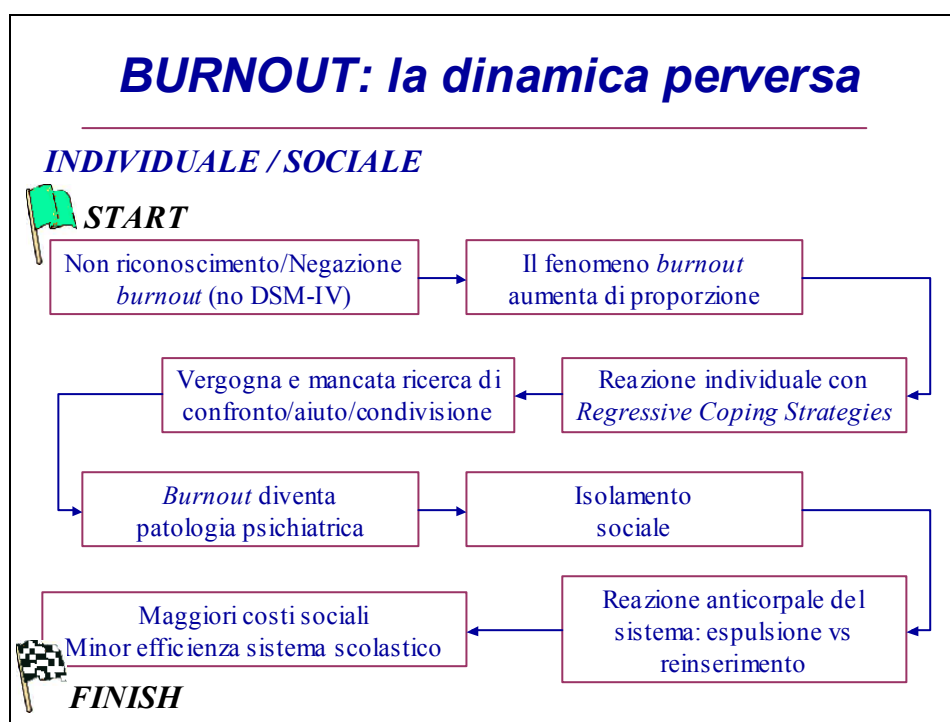 BURNOUT: la dinamica perversa
INDIVIDUALE / SOCIALE
START
Non riconoscimento/Negazione
burnout (no DSM-IV)
Il fenomeno burnout
aumenta di proporzione
Reazione individuale con
Regressive Coping Strategies
Vergogna e mancata ricerca di
confronto/aiuto/condivisione
Burnout diventa
patologia psichiatrica
Isolamento
sociale
Reazione anticorpale del
sistema: espulsione vs
reinserimento
Maggiori costi sociali
Minor efficienza sistema scolastico
FINISH